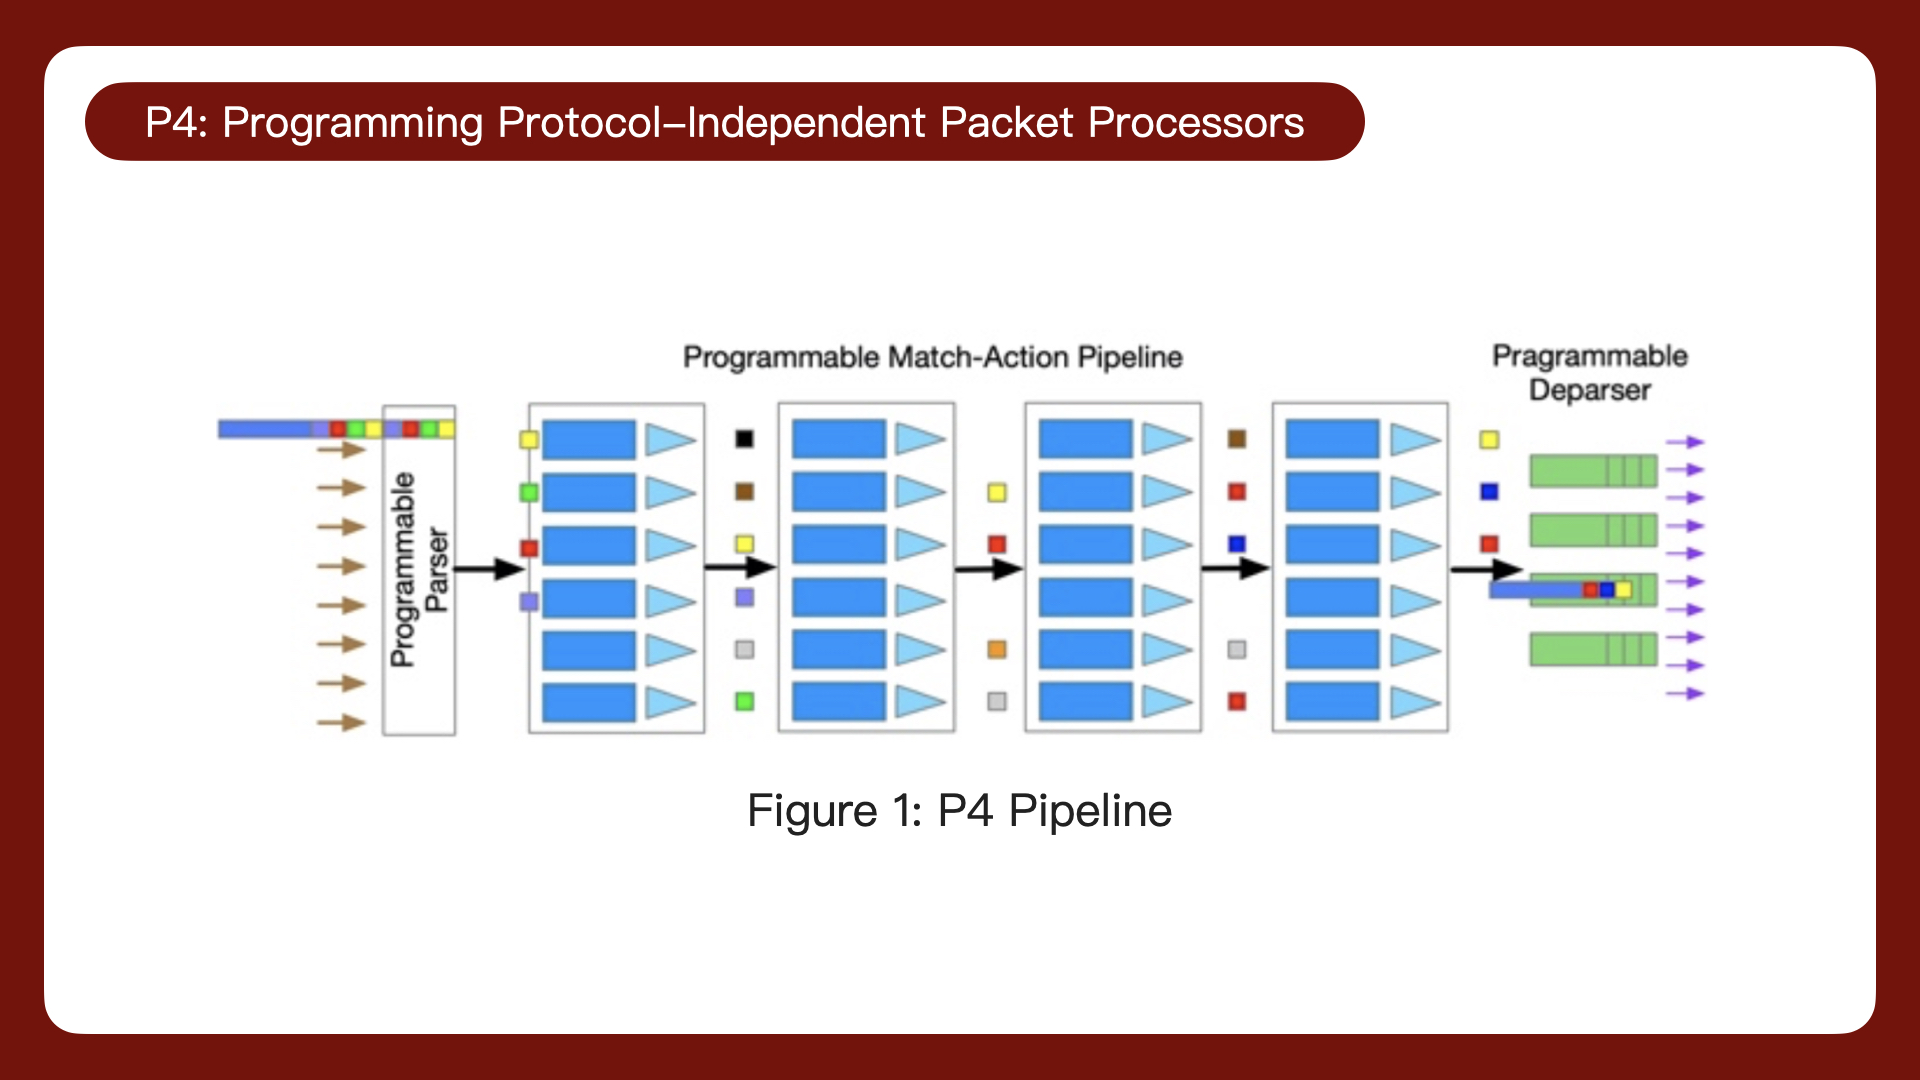 P4: Programming Protocol–Independent Packet Processors
Programmable Match-Action Pipeline
Pragrammable
Deparser
Programmable
Parser
Figure 1: P4 Pipeline